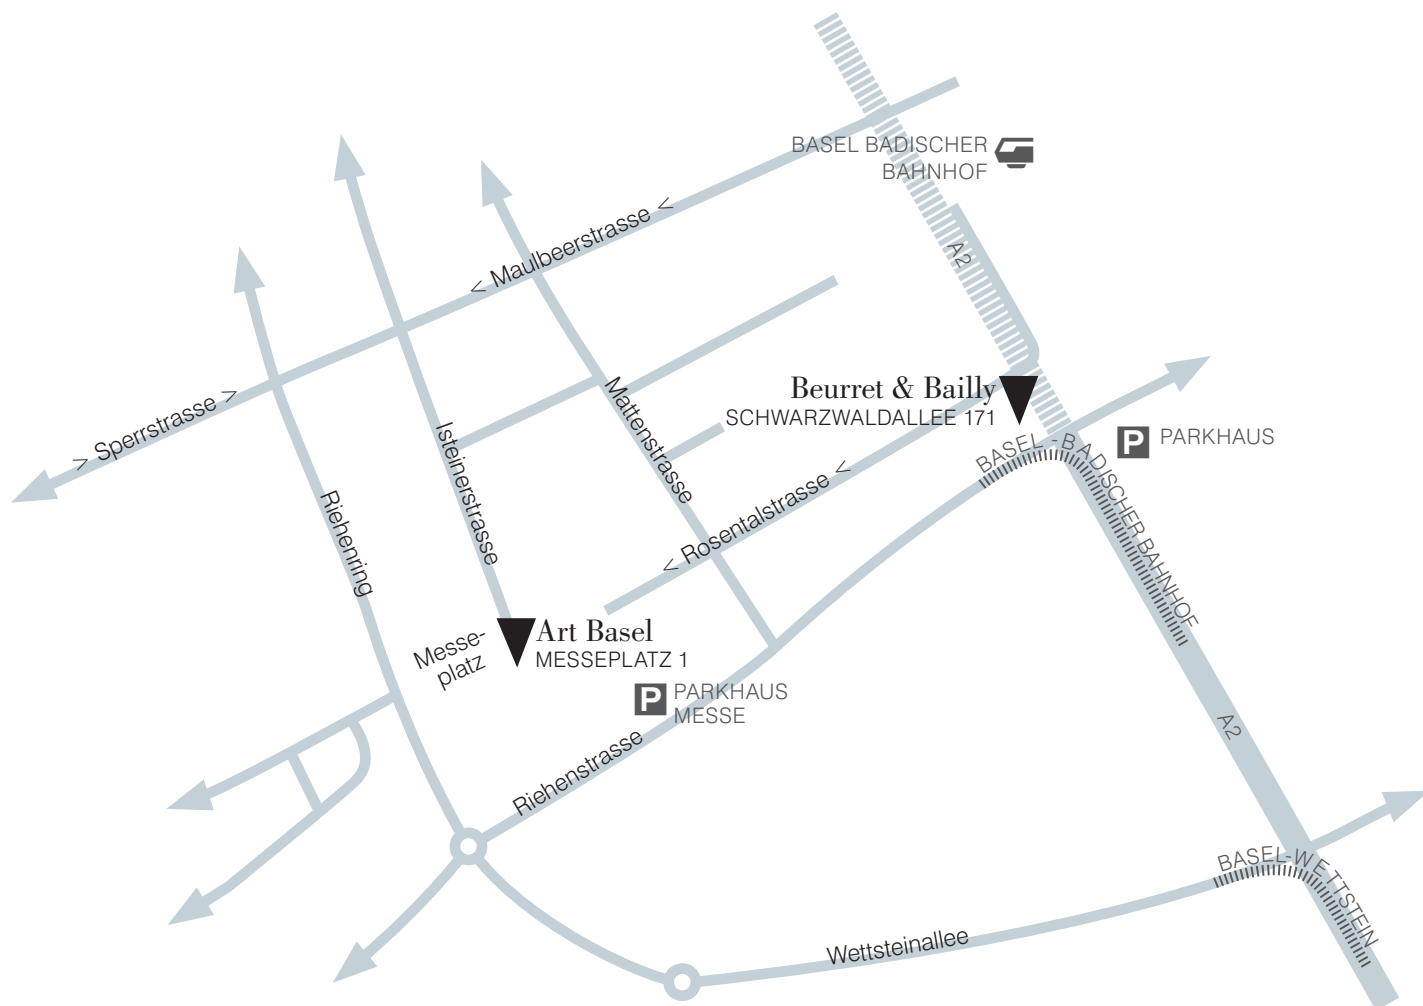 BASEL BADISCHER
BAHNHOF
A2
< Maulbeerstrasse <
> Sperrstrasse >
Isteinerstrasse
Mattenstrasse
Riehenring
Beurret & Bailly
SCHWARZWALDALLEE 171
P PARKHAUS
BASEL-BADISCHER BAHNHOF
< Rosentalstrasse <
Messe-
platz
Art Basel
MESSEPLATZ 1
P PARKHAUS
MESSE
Riehenstrasse
A2
BASEL-WETTSTEIN
Wettsteinallee